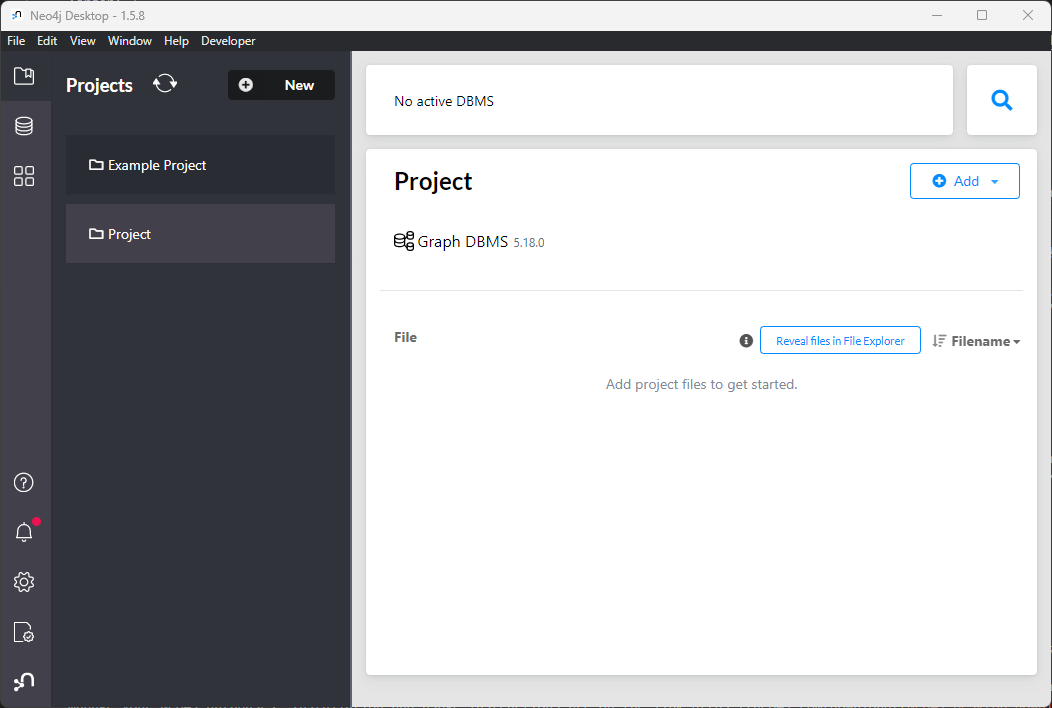 Neo4j Desktop - 1.5.8
File Edit View Window Help Developer
Projects
New
Example Project
Project
No active DBMS
Project
Add
Graph DBMS 5.18.0
File
Reveal files in File Explorer
Filename
Add project files to get started.